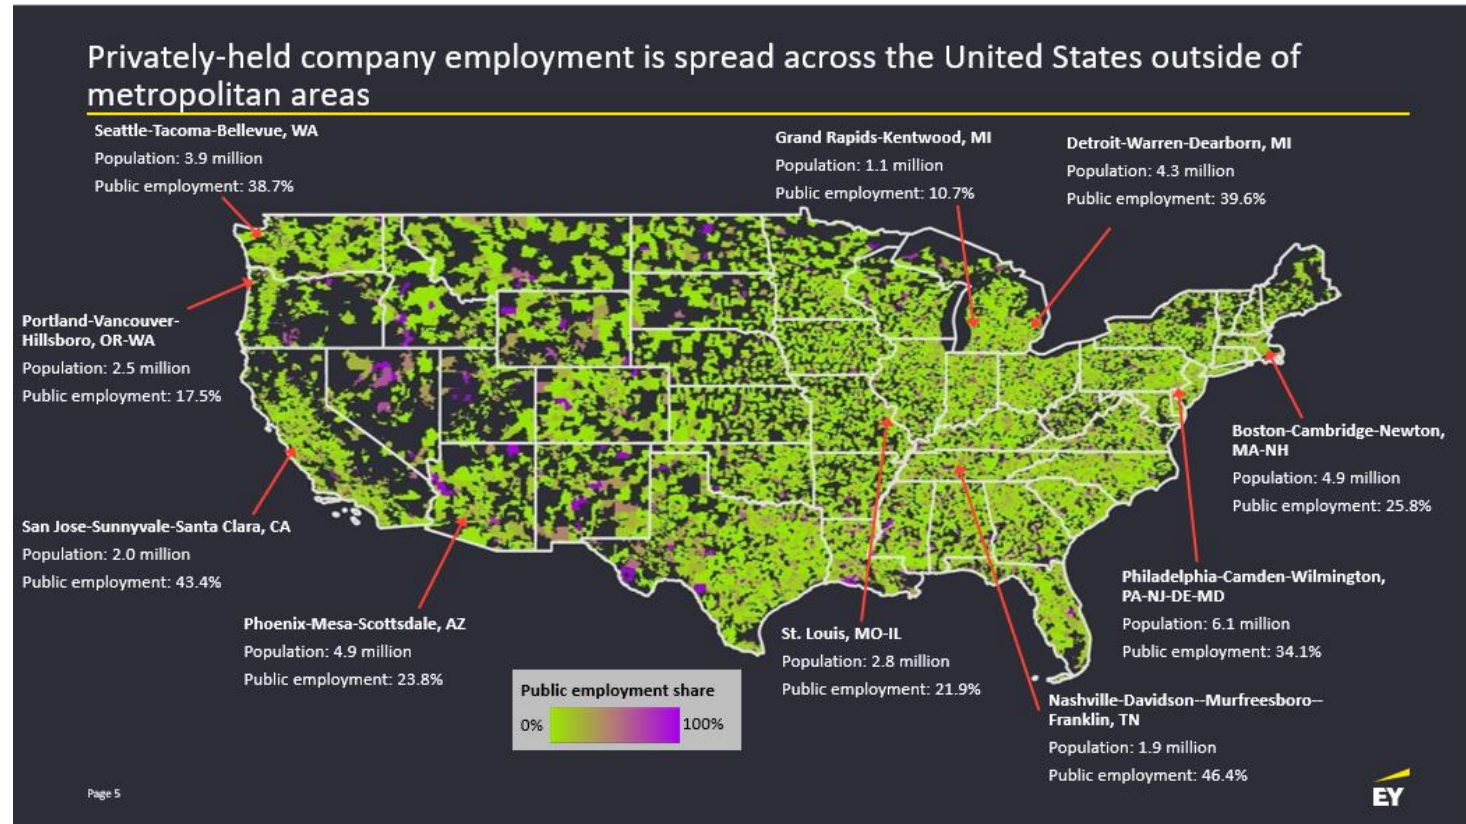 Privately-held company employment is spread across the United States outside of
metropolitan areas
Seattle-Tacoma-Bellevue, WA
Population: 3.9 million
Public employment: 38.7%
Grand Rapids-Kentwood, MI
Population: 1.1 million
Public employment: 10.7%
Detroit-Warren-Dearborn, MI
Population: 4.3 million
Public employment: 39.6%
Portland-Vancouver-
Hillsboro, OR-WA
Population: 2.5 million
Public employment: 17.5%
Boston-Cambridge-Newton,
MA-NH
Population: 4.9 million
Public employment: 25.8%
San Jose-Sunnyvale-Santa Clara, CA
Population: 2.0 million
Public employment: 43.4%
Philadelphia-Camden-Wilmington,
PA-NJ-DE-MD
Population: 6.1 million
Public employment: 34.1%
Phoenix-Mesa-Scottsdale, AZ
Population: 4.9 million
Public employment: 23.8%
St. Louis, MO-IL
Population: 2.8 million
Public employment: 21.9%
Public employment share
0% 100%
Nashville-Davidson--Murfreesboro--
Franklin, TN
Population: 1.9 million
Public employment: 46.4%
Page 5
EY